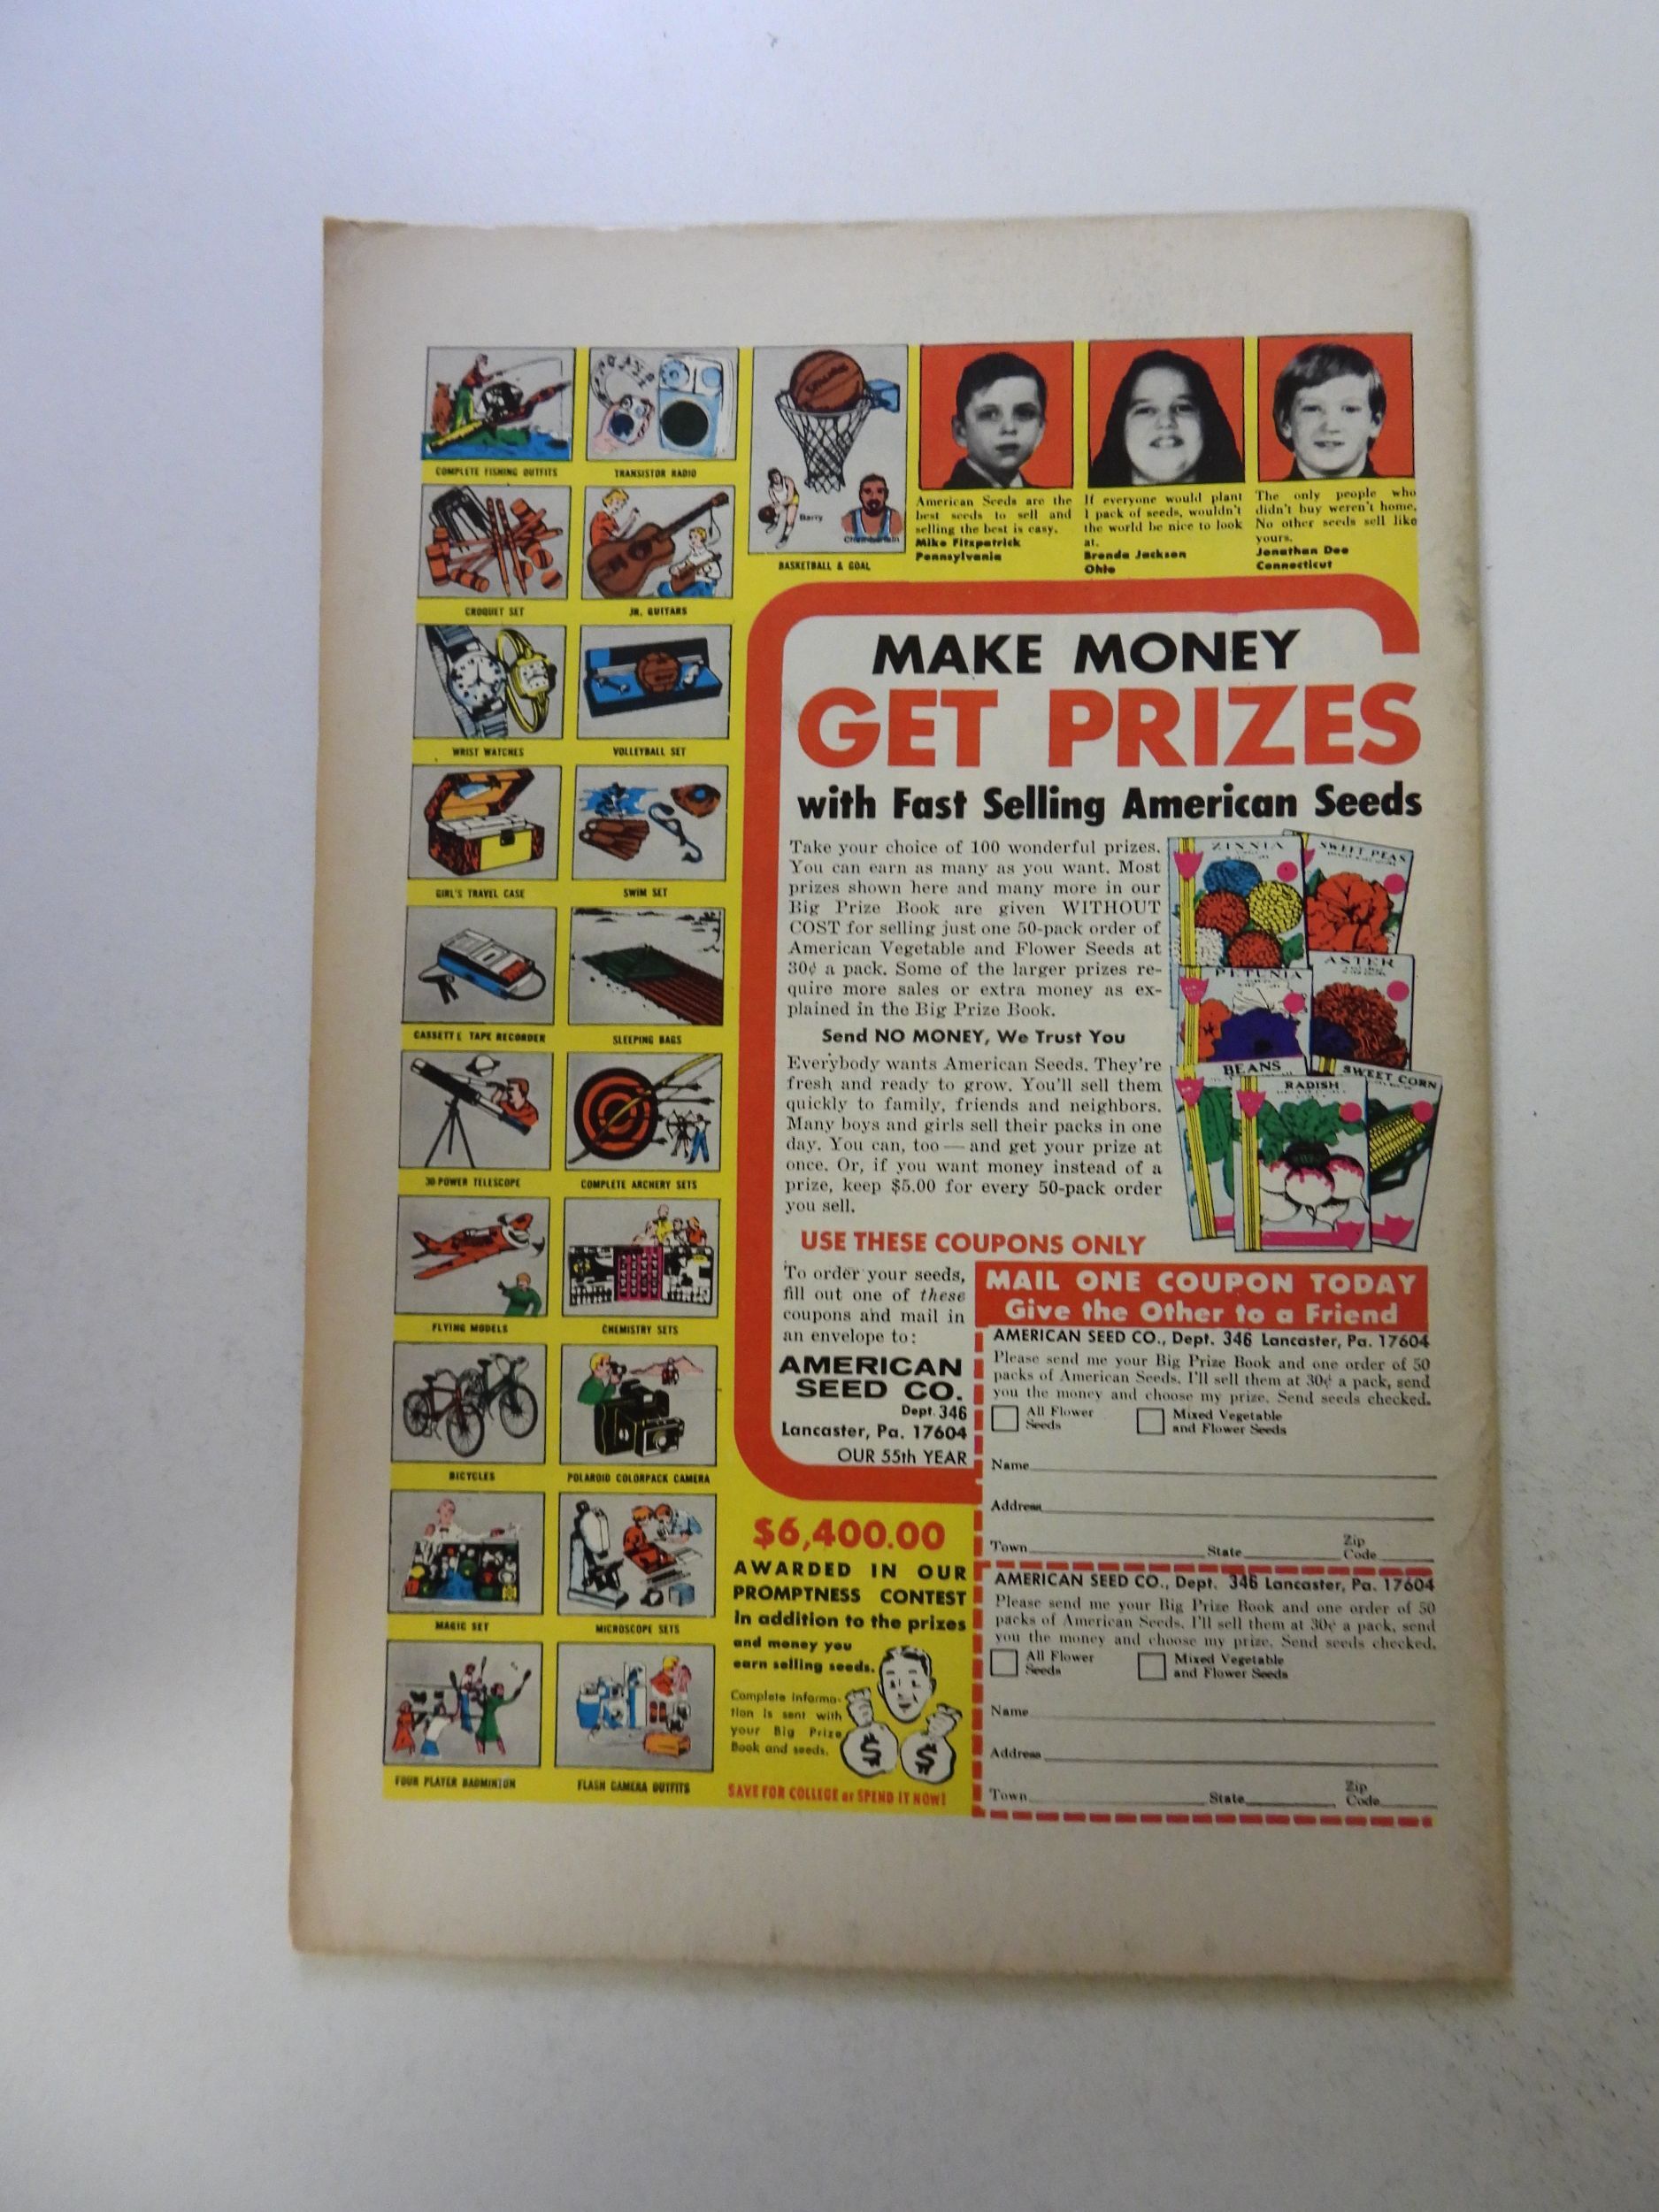 COMPLETE FISHING OUTFITS
TRANSISTOR RADIO
CROQUET SET
JR. GUITARS
WRIST WATCHES
VOLLEYBALL SET
GIRL'S TRAVEL CASE
SWIM SET
CASSETTE TAPE RECORDER
SLEEPING BAGS
30 POWER TELESCOPE
COMPLETE ARCHERY SETS
FLYING MODELS
CHEMISTRY SETS
BICYCLES
POLAROID COLORPACK CAMERA
MAGIC SET
MICROSCOPE SETS
FOUR PLAYER BADMINTON
FLASH CAMERA OUTFITS
Spalding
Barry
Chamberlain
BASKETBALL & GOAL
American Seeds are the
best seeds to sell and
selling the best is easy.
Mike Fitzpatrick
Pennsylvania
If everyone would plant
1 pack of seeds, wouldn't
the world be nice to look
at.
Brenda Jackson
Ohio
The only people who
didn't buy weren't home.
No other seeds sell like
yours.
Jonathan Doe
Connecticut
MAKE MONEY
GET PRIZES
with Fast Selling American Seeds
Take your choice of 100 wonderful prizes.
You can earn as many as you want. Most
prizes shown here and many more in our
Big Prize Book are given WITHOUT
COST for selling just one 50-pack order of
American Vegetable and Flower Seeds at
30¢ a pack. Some of the larger prizes re-
quire more sales or extra money as ex-
plained in the Big Prize Book.
Send NO MONEY, We Trust You
Everybody wants American Seeds. They're
fresh and ready to grow. You'll sell them
quickly to family, friends and neighbors.
Many boys and girls sell their packs in one
day. You can, too — and get your prize at
once. Or, if you want money instead of a
prize, keep $5.00 for every 50-pack order
you sell.
ZINNIA
SWEET PEAS
PETUNIA
ASTER
BEANS
RADISH
SWEET CORN
USE THESE COUPONS ONLY
To order your seeds,
fill out one of these
coupons and mail in
an envelope to:
AMERICAN
SEED CO.
Dept. 346
Lancaster, Pa. 17604
OUR 55th YEAR
MAIL ONE COUPON TODAY
Give the Other to a Friend
AMERICAN SEED CO., Dept. 346 Lancaster, Pa. 17604
Please send me your Big Prize Book and one order of 50
packs of American Seeds. I'll sell them at 30¢ a pack, send
you the money and choose my prize. Send seeds checked.
All Flower Seeds
Mixed Vegetable and Flower Seeds
Name
Address
Town State Zip Code
AMERICAN SEED CO., Dept. 346 Lancaster, Pa. 17604
Please send me your Big Prize Book and one order of 50
packs of American Seeds. I'll sell them at 30¢ a pack, send
you the money and choose my prize. Send seeds checked.
All Flower Seeds
Mixed Vegetable and Flower Seeds
Name
Address
Town State Zip Code
$6,400.00
AWARDED IN OUR
PROMPTNESS CONTEST
In addition to the prizes
and money you
earn selling seeds.
Complete informa-
tion is sent with
your Big Prize
Book and seeds.
$ $
SAVE FOR COLLEGE or SPEND IT NOW!